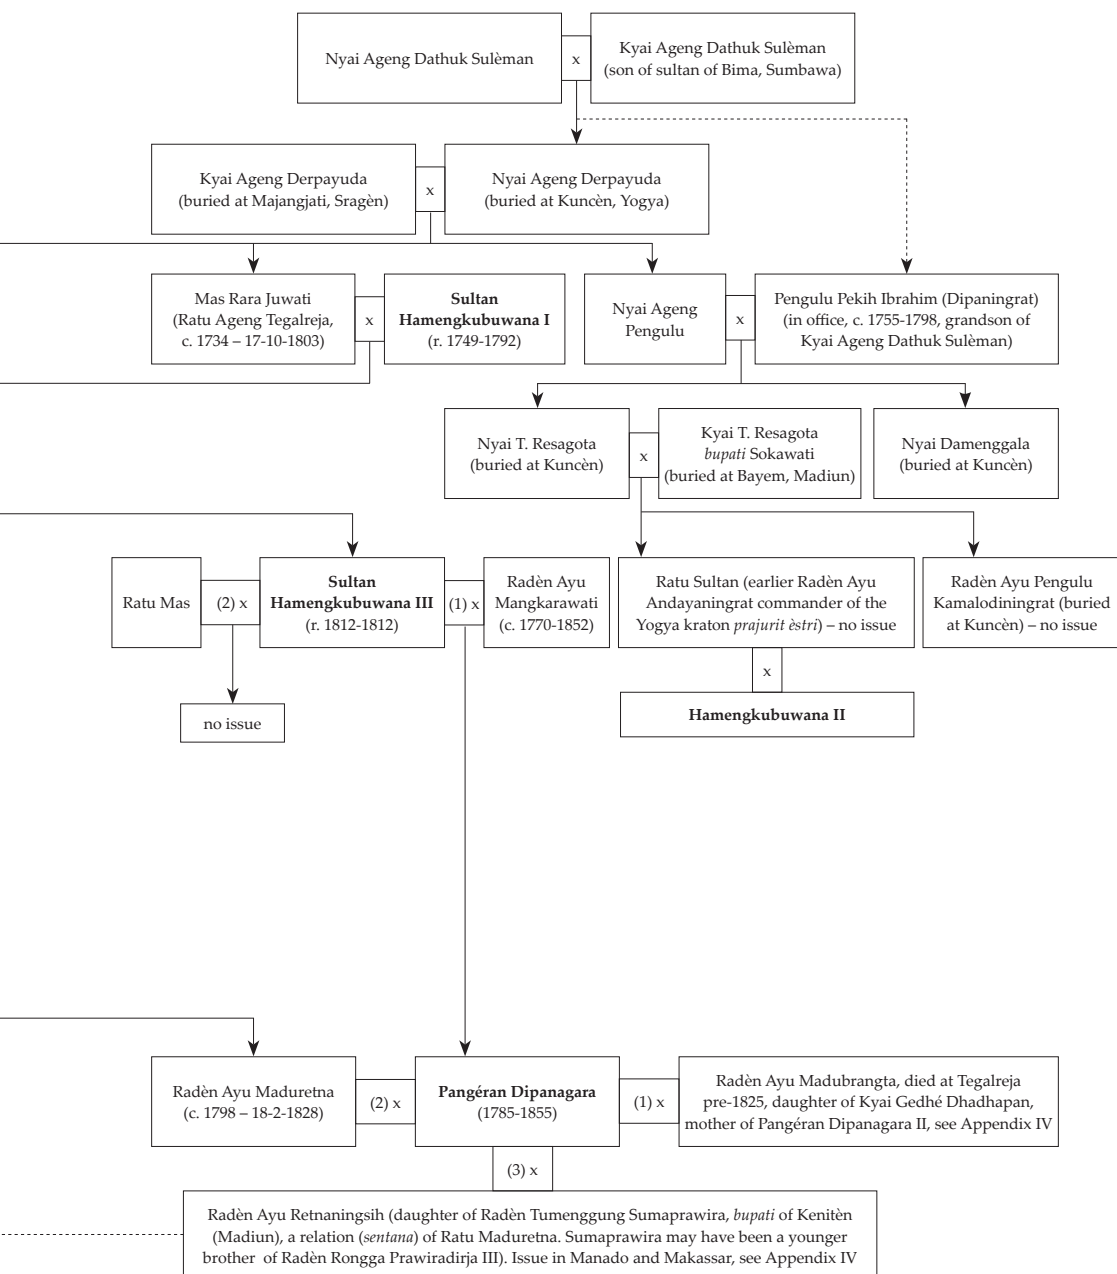 Nyai Ageng Dathuk Sulèman
x
Kyai Ageng Dathuk Sulèman
(son of sultan of Bima, Sumbawa)
Kyai Ageng Derpayuda
(buried at Majangjati, Sragèn)
x
Nyai Ageng Derpayuda
(buried at Kuncèn, Yogya)
Mas Rara Juwati
(Ratu Ageng Tegalreja,
c. 1734 – 17-10-1803)
x
Sultan
Hamengkubuwana I
(r. 1749-1792)
Nyai Ageng
Pengulu
x
Pengulu Pekih Ibrahim (Dipaningrat)
(in office, c. 1755-1798, grandson of
Kyai Ageng Dathuk Sulèman)
Nyai T. Resagota
(buried at Kuncèn)
x
Kyai T. Resagota
bupati Sokawati
(buried at Bayem, Madiun)
Nyai Damenggala
(buried at Kuncèn)
Ratu Mas
(2) x
Sultan
Hamengkubuwana III
(r. 1812-1812)
(1) x
Radèn Ayu
Mangkarawati
(c. 1770-1852)
Ratu Sultan (earlier Radèn Ayu
Andayaningrat commander of the
Yogya kraton prajurit èstri) – no issue
Radèn Ayu Pengulu
Kamalodiningrat (buried
at Kuncèn) – no issue
x
no issue
Hamengkubuwana II
Radèn Ayu Maduretna
(c. 1798 – 18-2-1828)
(2) x
Pangéran Dipanagara
(1785-1855)
(1) x
Radèn Ayu Madubrangta, died at Tegalreja
pre-1825, daughter of Kyai Gedhé Dhadhapan,
mother of Pangéran Dipanagara II, see Appendix IV
(3) x
Radèn Ayu Retnaningsih (daughter of Radèn Tumenggung Sumaprawira, bupati of Kenitèn
(Madiun), a relation (sentana) of Ratu Maduretna. Sumaprawira may have been a younger
brother of Radèn Rongga Prawiradirja III). Issue in Manado and Makassar, see Appendix IV